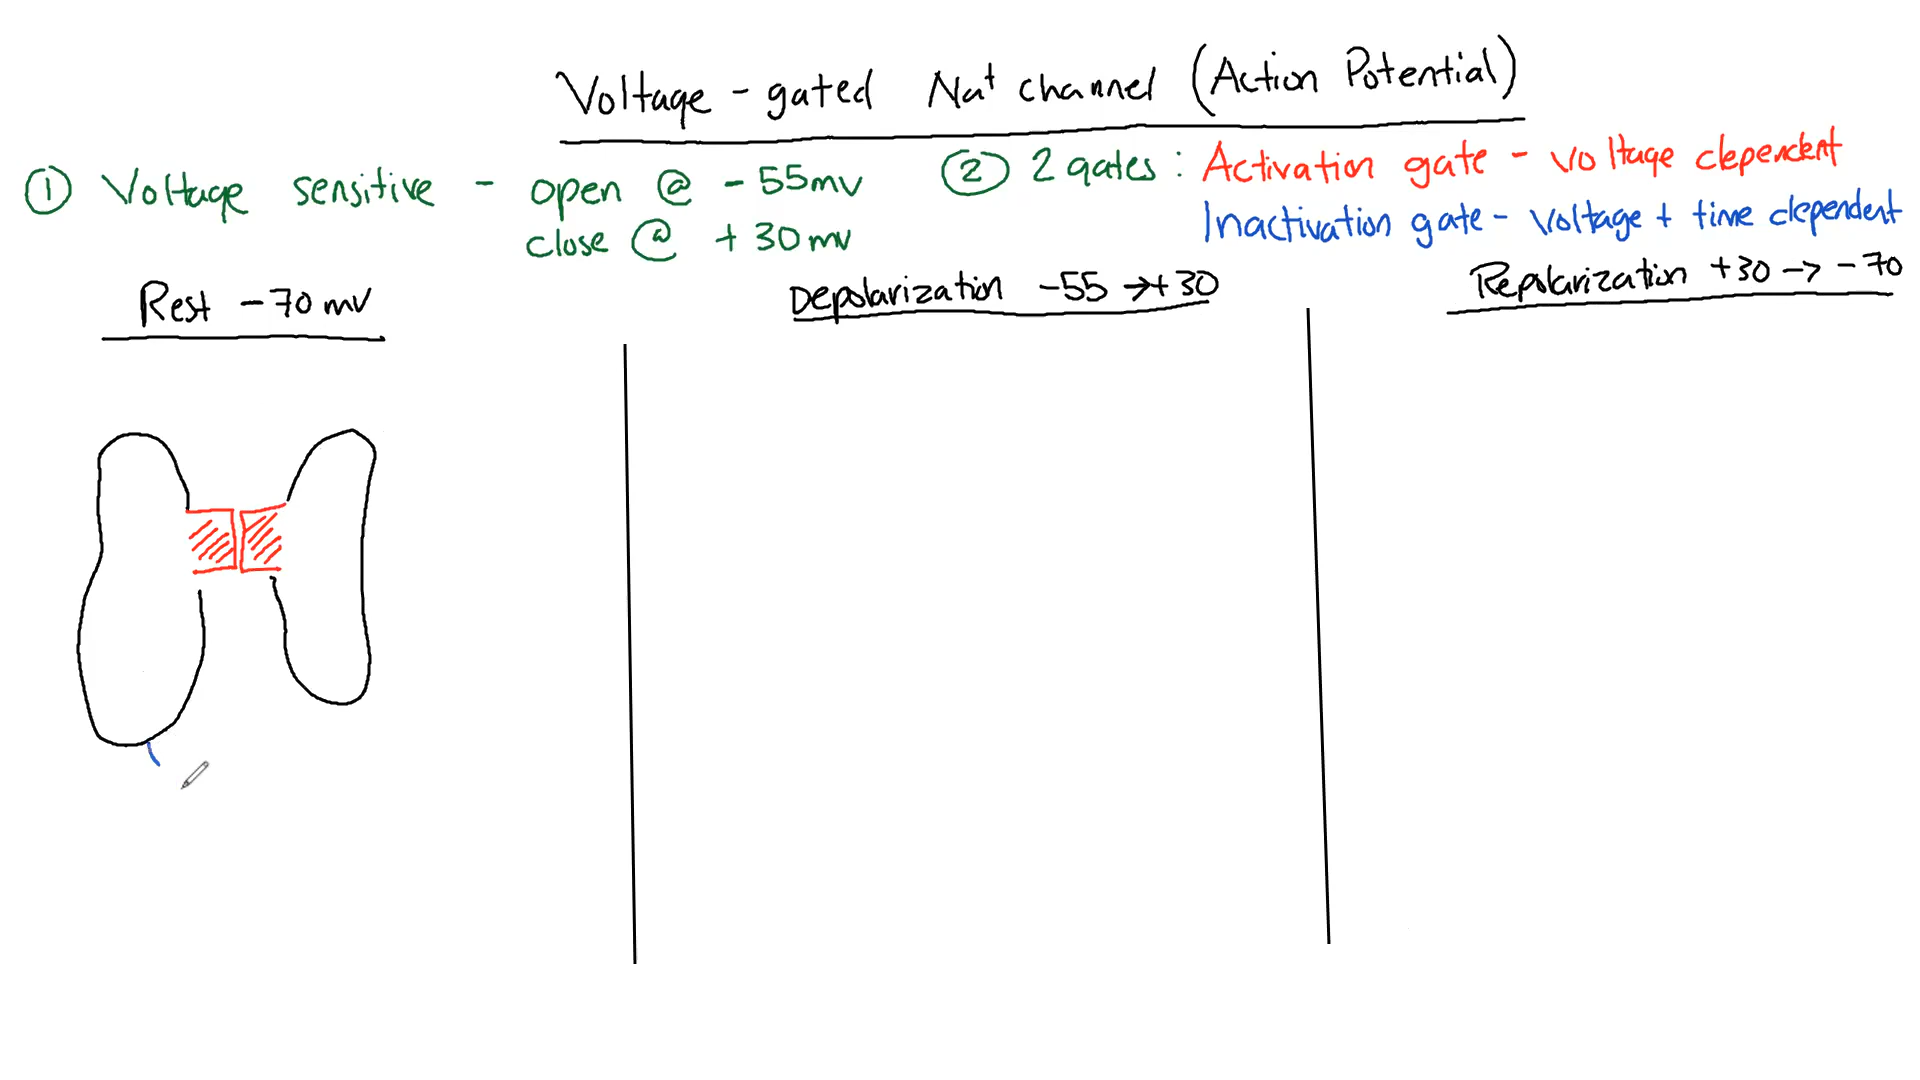 Voltage - gated Na+ channel (Action Potential)
① Voltage sensitive - open @ - 55mv
close @ + 30mv
② 2 gates : Activation gate - voltage dependent
Inactivation gate - voltage + time dependent
Rest -70mv
Depolarization -55 →+30
Repolarization +30 -> -70